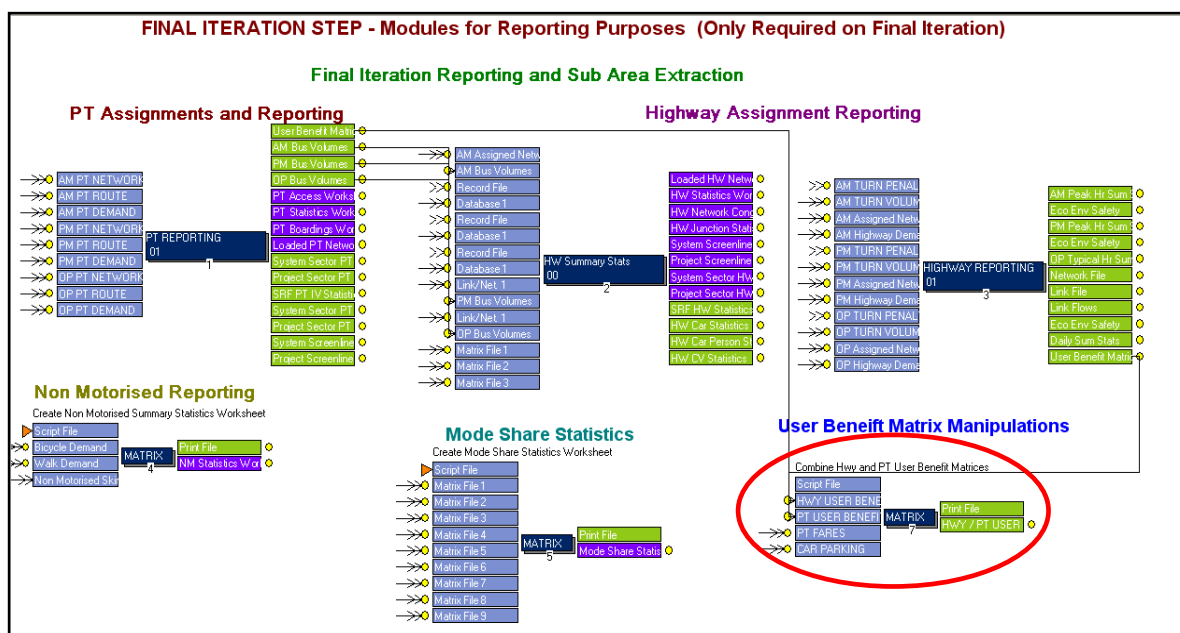 FINAL ITERATION STEP - Modules for Reporting Purposes (Only Required on Final Iteration)
Final Iteration Reporting and Sub Area Extraction
PT Assignments and Reporting
User Benefit Matric
AM Bus Volumes
PM Bus Volumes
OP Bus Volumes
PT Access Works
PT Statistics Work
PT Boardings Wor
Loaded PT Netwo
System Sector PT
Project Sector PT
SRF PT IV Statisti
System Sector PT
Project Sector PT
System Screenline
Project Screenline
AM PT NETWORK
AM PT ROUTE
AM PT DEMAND
PM PT NETWORK
PM PT ROUTE
PM PT DEMAND
OP PT NETWORK
OP PT ROUTE
OP PT DEMAND
PT REPORTING
01
1
Highway Assignment Reporting
AM Assigned Netw
AM Bus Volumes
Record File
Database 1
Record File
Database 1
Record File
Database 1
Link/Net. 1
PM Bus Volumes
Link/Net. 1
OP Bus Volumes
Matrix File 1
Matrix File 2
Matrix File 3
HW Summary Stats
00
2
Loaded HW Netw
HW Statistics Wor
HW Network Cong
HW Junction Stati
System Screenline
Project Screenline
System Sector HW
Project Sector HW
SRF HW Statistics
HW Car Statistics
HW Car Person St
HW CV Statistics
AM TURN PENAL
AM TURN VOLUM
AM Assigned Netw
AM Highway Dema
PM TURN PENAL
PM TURN VOLUM
PM Assigned Netw
PM Highway Dema
OP TURN PENAL
OP TURN VOLUM
OP Assigned Netw
OP Highway Dema
HIGHWAY REPORTING
01
3
AM Peak Hr Sum S
Eco Env Safety
PM Peak Hr Sum S
Eco Env Safety
OP Typical Hr Sum
Network File
Link File
Link Flows
Eco Env Safety
Daily Sum Stats
User Benefit Matric
Non Motorised Reporting
Create Non Motorised Summary Statistics Worksheet
Script File
Bicycle Demand
Walk Demand
Non Motorised Skir
MATRIX
4
Print File
NM Statistics Worl
Mode Share Statistics
Create Mode Share Statistics Worksheet
Script File
Matrix File 1
Matrix File 2
Matrix File 3
Matrix File 4
Matrix File 5
Matrix File 6
Matrix File 7
Matrix File 8
Matrix File 9
MATRIX
5
Print File
Mode Share Statis
User Beneift Matrix Manipulations
Combine Hwy and PT User Benefit Matrices
Script File
HWY USER BENE
PT USER BENEFIT
PT FARES
CAR PARKING
MATRIX
7
Print File
HWY / PT USER